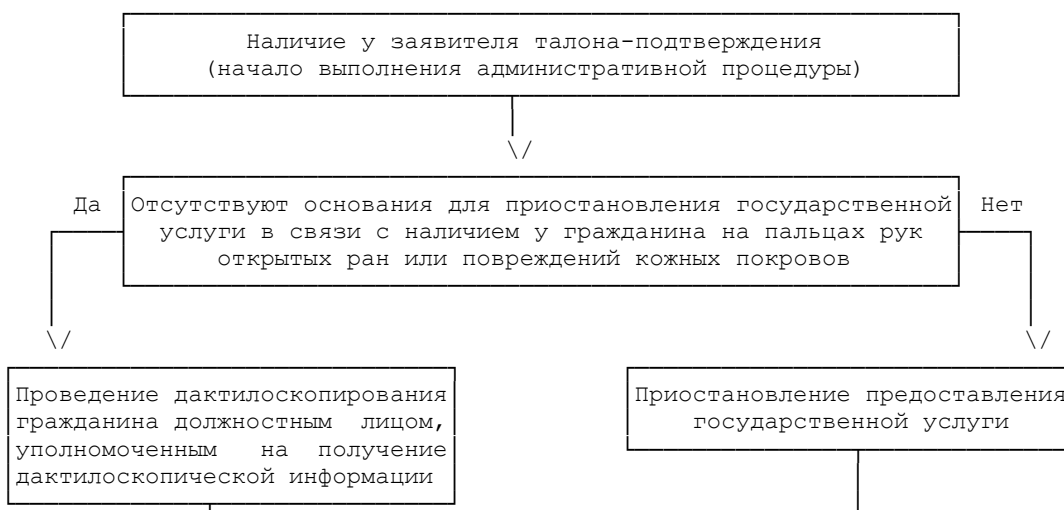 Наличие у заявителя талона-подтверждения
(начало выполнения административной процедуры)
\/
Да
Отсутствуют основания для приостановления государственной
услуги в связи с наличием у гражданина на пальцах рук
открытых ран или повреждений кожных покровов
Нет
\/
\/
Проведение дактилоскопирования
гражданина должностным лицом,
уполномоченным на получение
дактилоскопической информации
Приостановление предоставления
государственной услуги